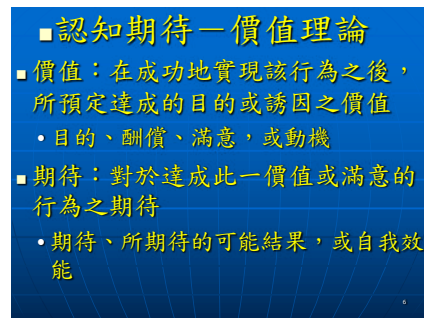 ▪認知期待－價值理論
▪價值：在成功地實現該行為之後，
所預定達成的目的或誘因之價值
•目的、酬償、滿意，或動機
▪期待：對於達成此一價值或滿意的
行為之期待
•期待、所期待的可能結果，或自我效
能
6